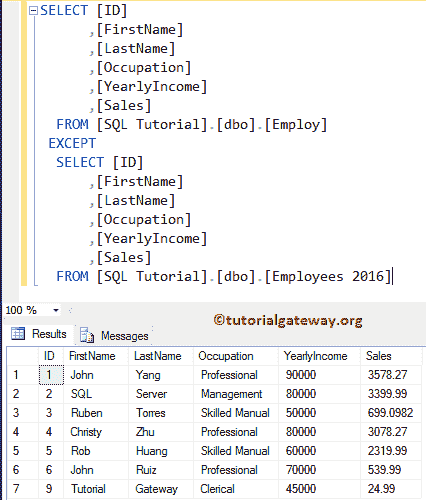 SELECT [ID]
,[FirstName]
,[LastName]
,[Occupation]
,[YearlyIncome]
,[Sales]
FROM [SQL Tutorial].[dbo].[Employ]
EXCEPT
SELECT [ID]
,[FirstName]
,[LastName]
,[Occupation]
,[YearlyIncome]
,[Sales]
FROM [SQL Tutorial].[dbo].[Employees 2016]
100 %
©tutorialgateway.org
Results Messages
ID FirstName LastName Occupation YearlyIncome Sales
1 1 John Yang Professional 90000 3578.27
2 2 SQL Server Management 80000 3399.99
3 3 Ruben Torres Skilled Manual 50000 699.0982
4 4 Christy Zhu Professional 80000 3078.27
5 5 Rob Huang Skilled Manual 60000 2319.99
6 6 John Ruiz Professional 70000 539.99
7 9 Tutorial Gateway Clerical 45000 24.99